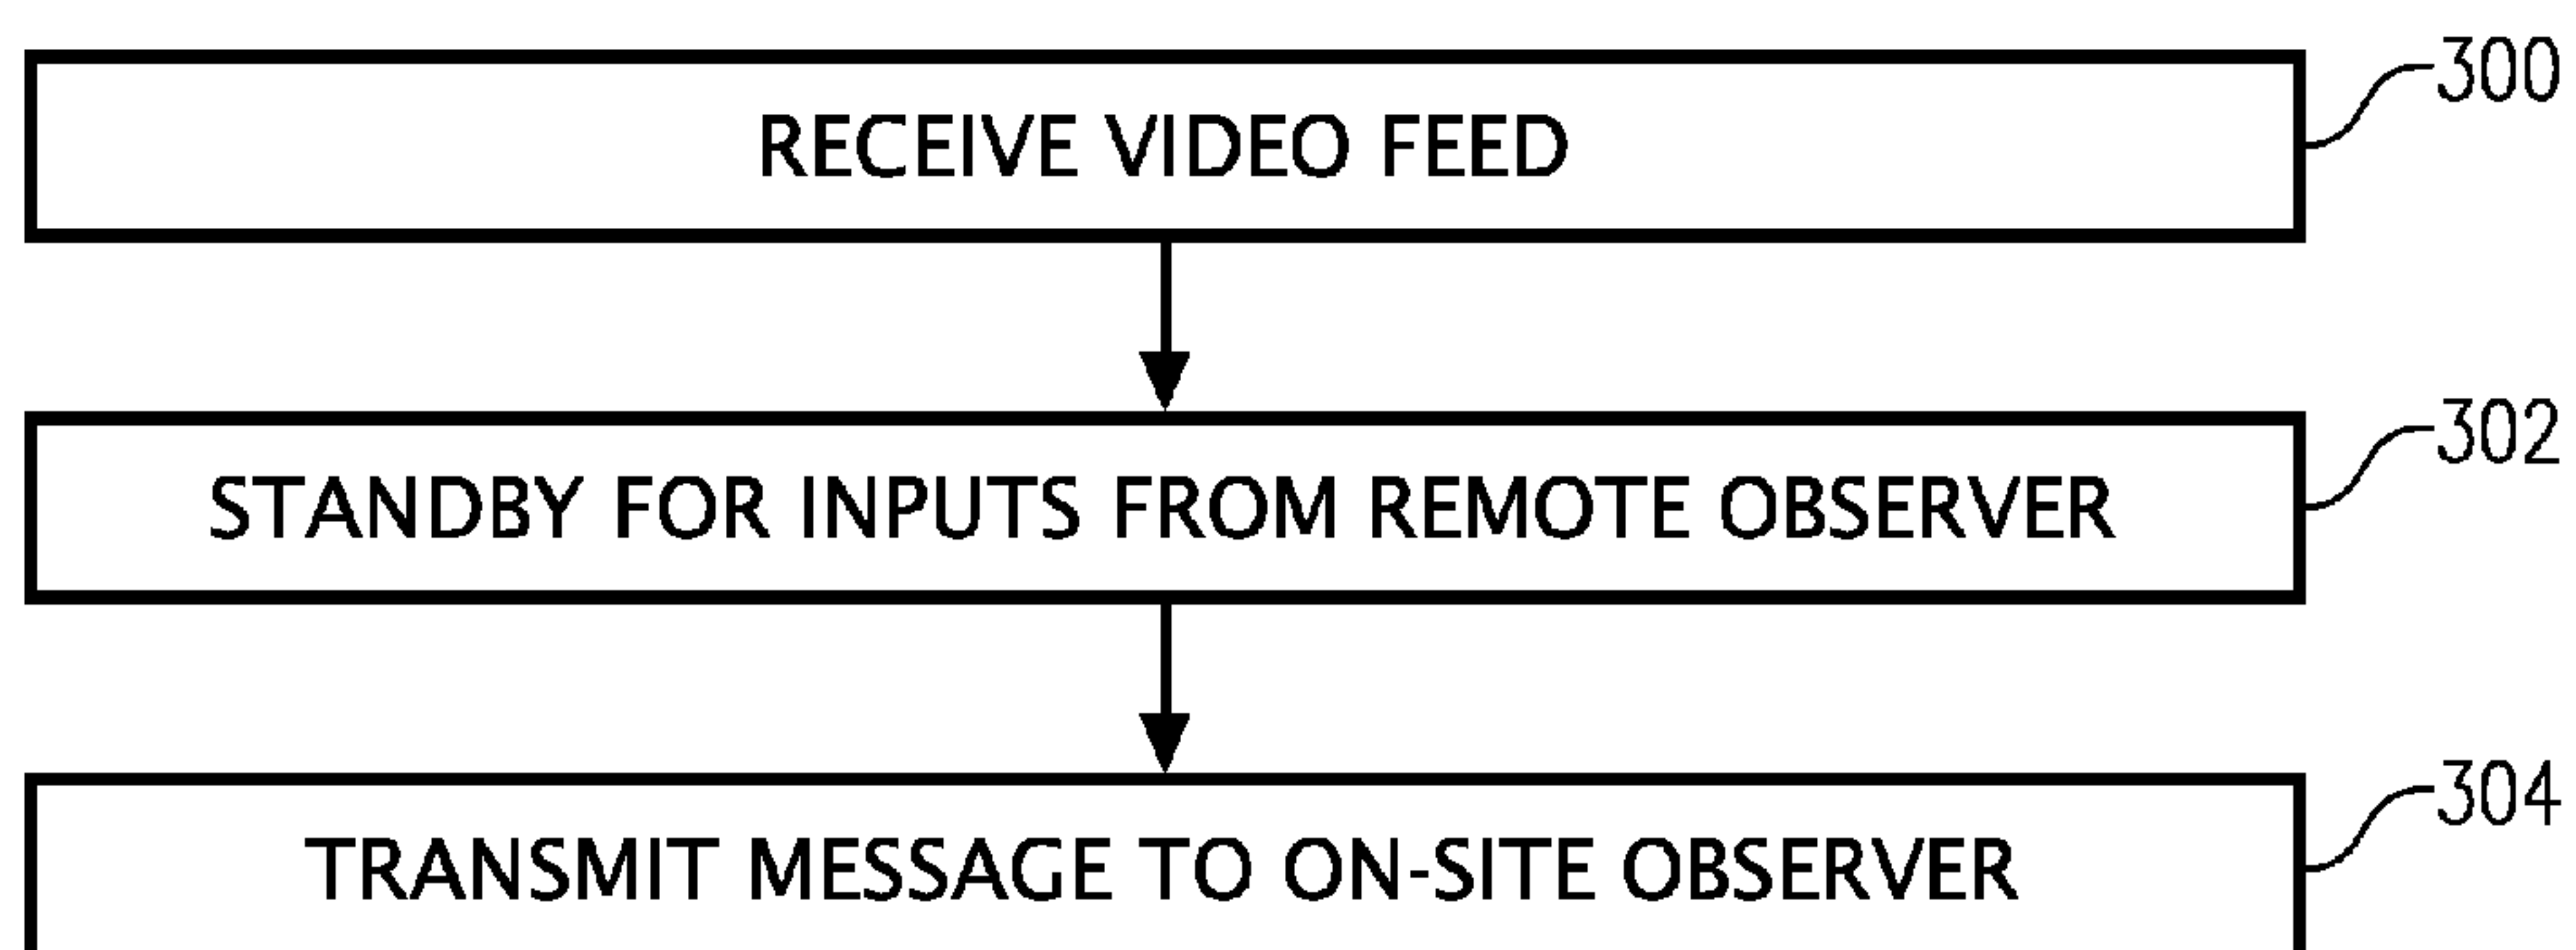 RECEIVE VIDEO FEED
300
STANDBY FOR INPUTS FROM REMOTE OBSERVER
302
TRANSMIT MESSAGE TO ON-SITE OBSERVER
304